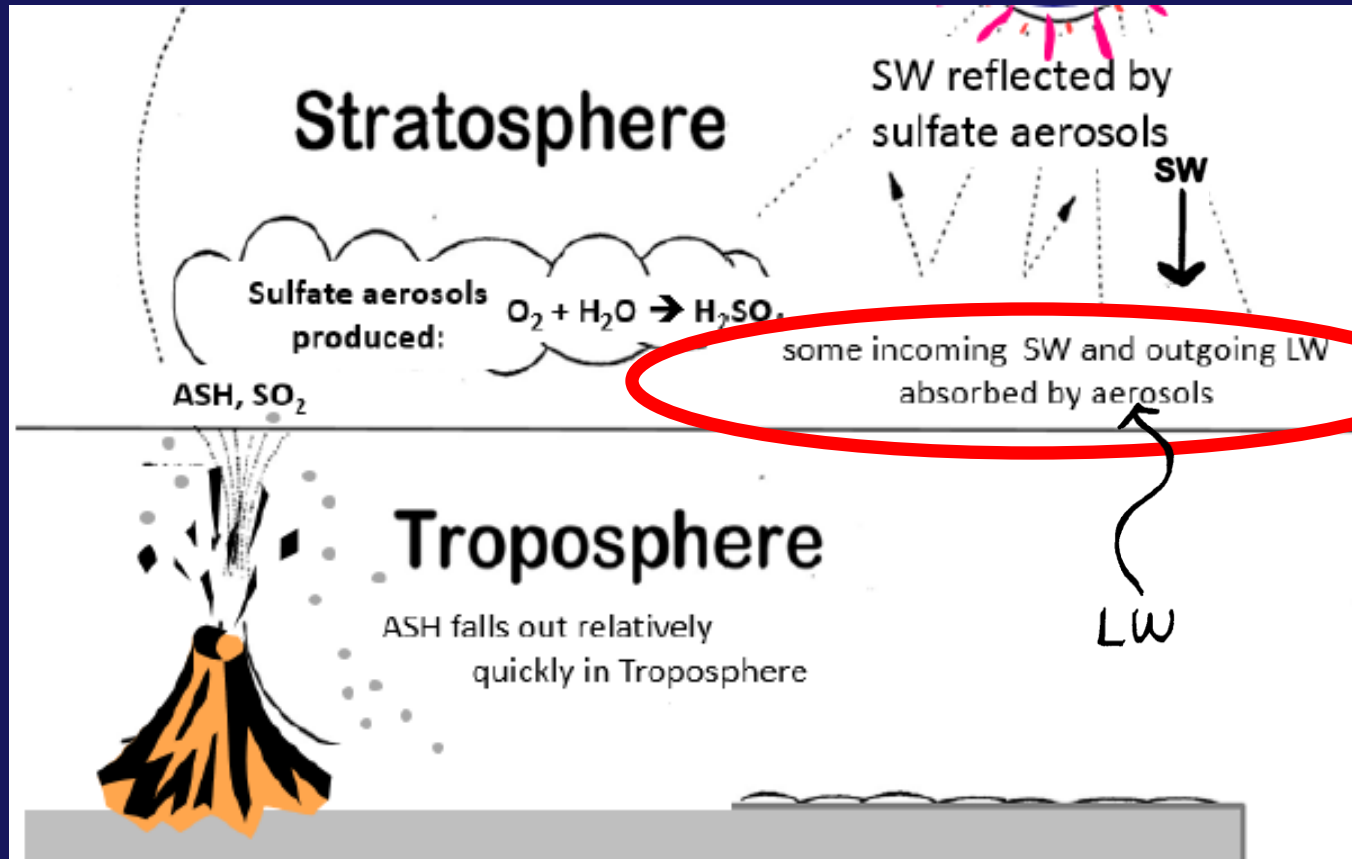 SW reflected by
sulfate aerosols
Stratosphere
SW
Sulfate aerosols
produced:
O₂ + H₂O → H₂SO
some incoming SW and outgoing LW
absorbed by aerosols
ASH, SO₂
Troposphere
ASH falls out relatively
quickly in Troposphere
LW